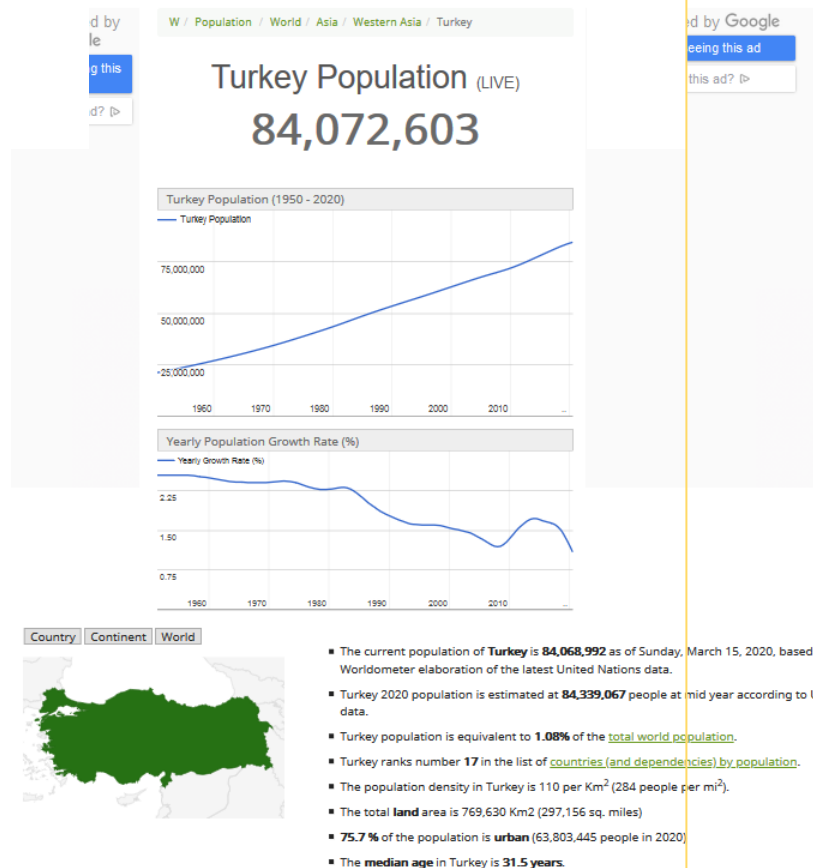 ed by
le
g this
d? ▷
W / Population / World / Asia / Western Asia / Turkey
ed by Google
eeing this ad
this ad? ▷
Turkey Population (LIVE)
84,072,603
Turkey Population (1950 - 2020)
Turkey Population
75,000,000
50,000,000
25,000,000
1960 1970 1980 1990 2000 2010 ...
Yearly Population Growth Rate (%)
Yearly Growth Rate (%)
2.25
1.50
0.75
1960 1970 1980 1990 2000 2010 ...
Country Continent World
▪ The current population of Turkey is 84,068,992 as of Sunday, March 15, 2020, based
Worldometer elaboration of the latest United Nations data.
▪ Turkey 2020 population is estimated at 84,339,067 people at mid year according to U
data.
▪ Turkey population is equivalent to 1.08% of the total world population.
▪ Turkey ranks number 17 in the list of countries (and dependencies) by population.
▪ The population density in Turkey is 110 per Km² (284 people per mi²).
▪ The total land area is 769,630 Km2 (297,156 sq. miles)
▪ 75.7 % of the population is urban (63,803,445 people in 2020)
▪ The median age in Turkey is 31.5 years.